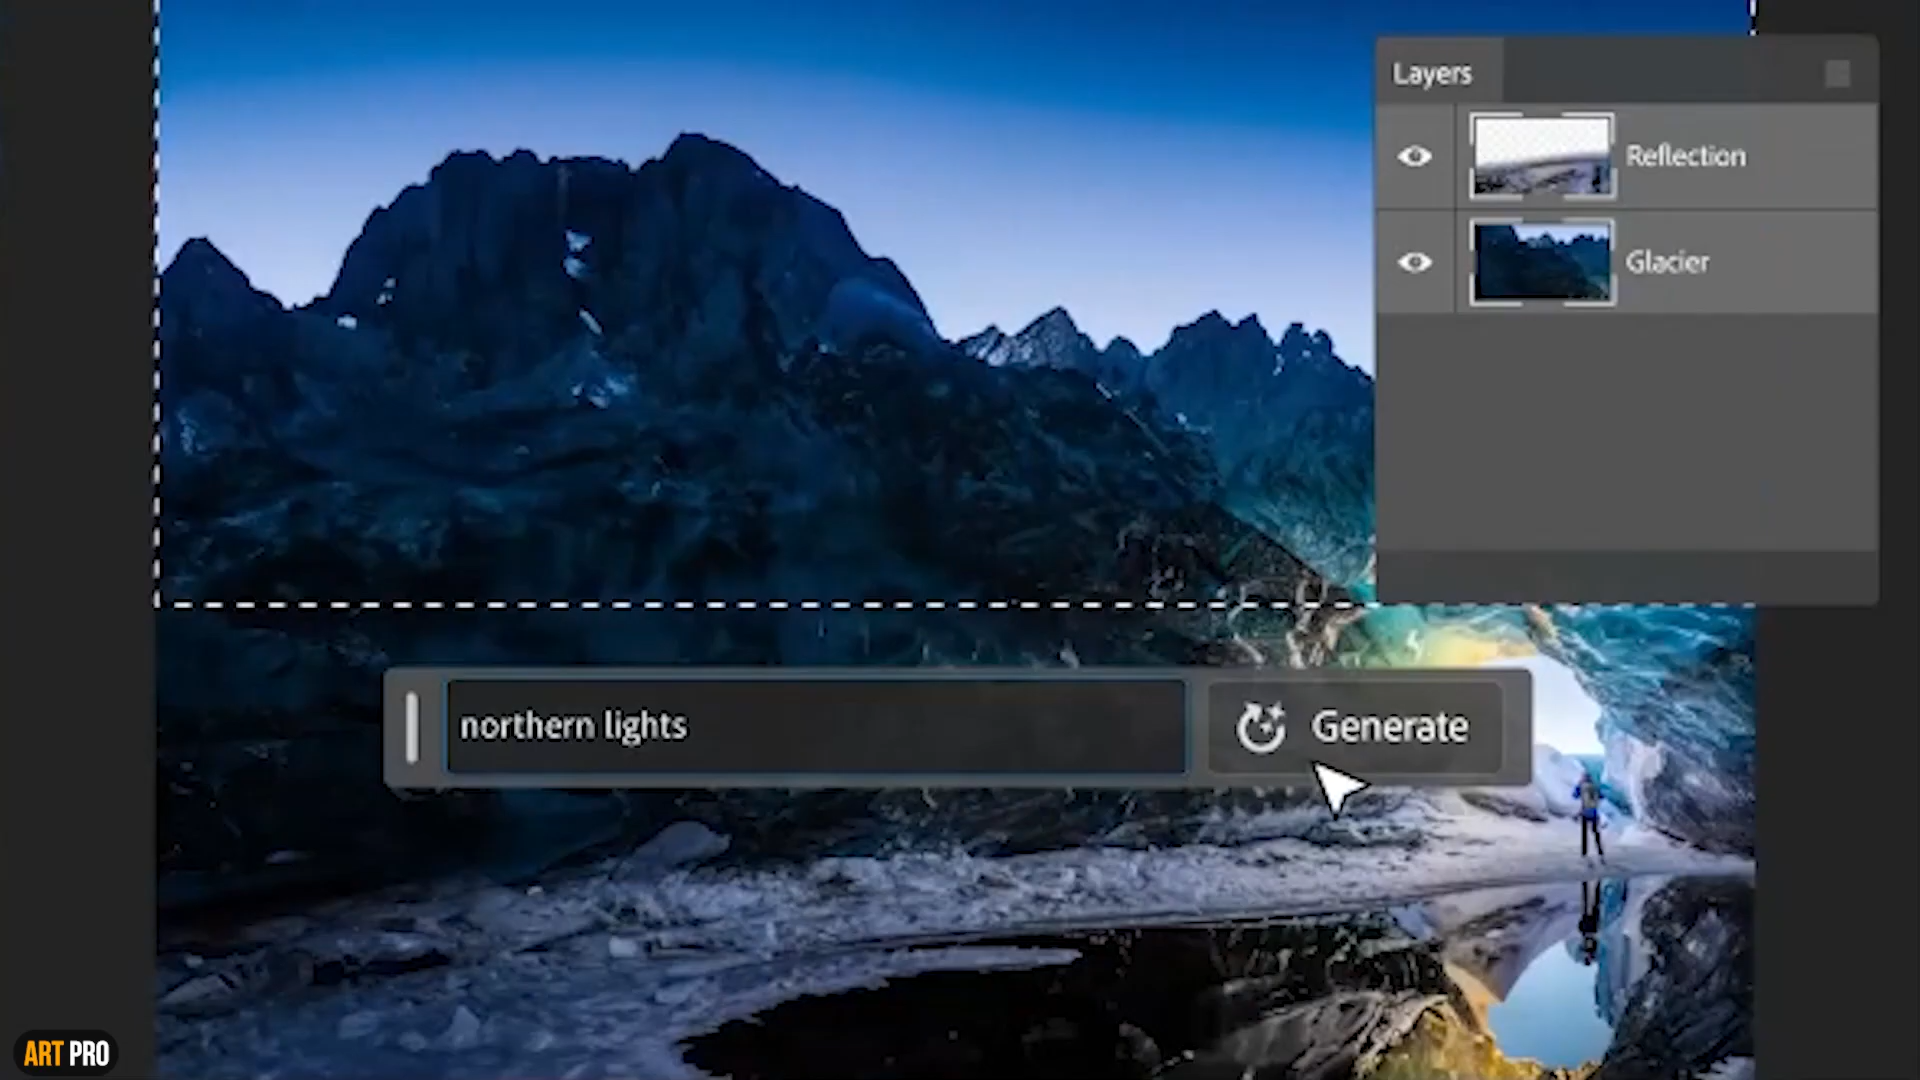 Layers
Reflection
Glacier
northern lights
Generate
ART PRO